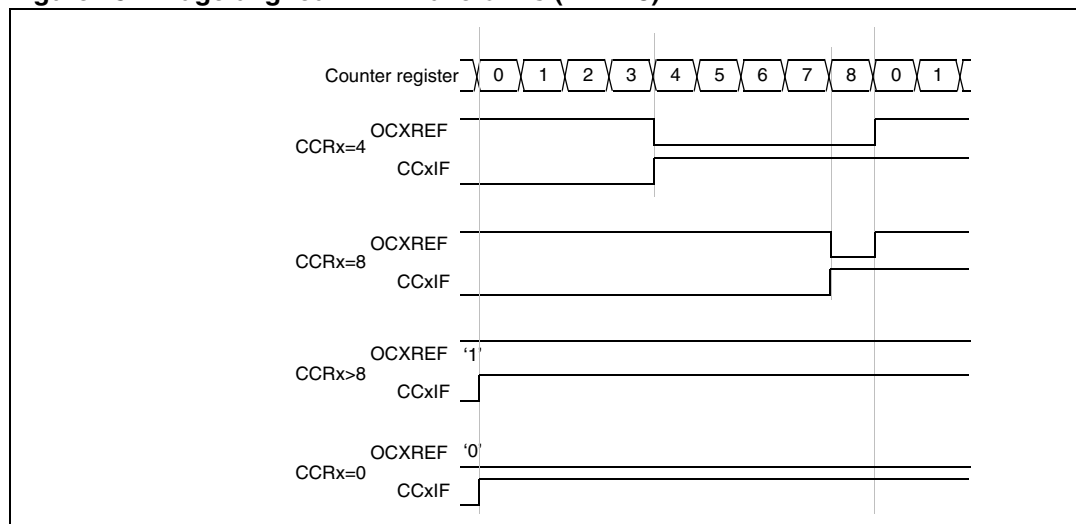 Counter register 0 1 2 3 4 5 6 7 8 0 1
OCXREF
CCRx=4
CCxIF
OCXREF
CCRx=8
CCxIF
OCXREF '1'
CCRx>8
CCxIF
OCXREF '0'
CCRx=0
CCxIF